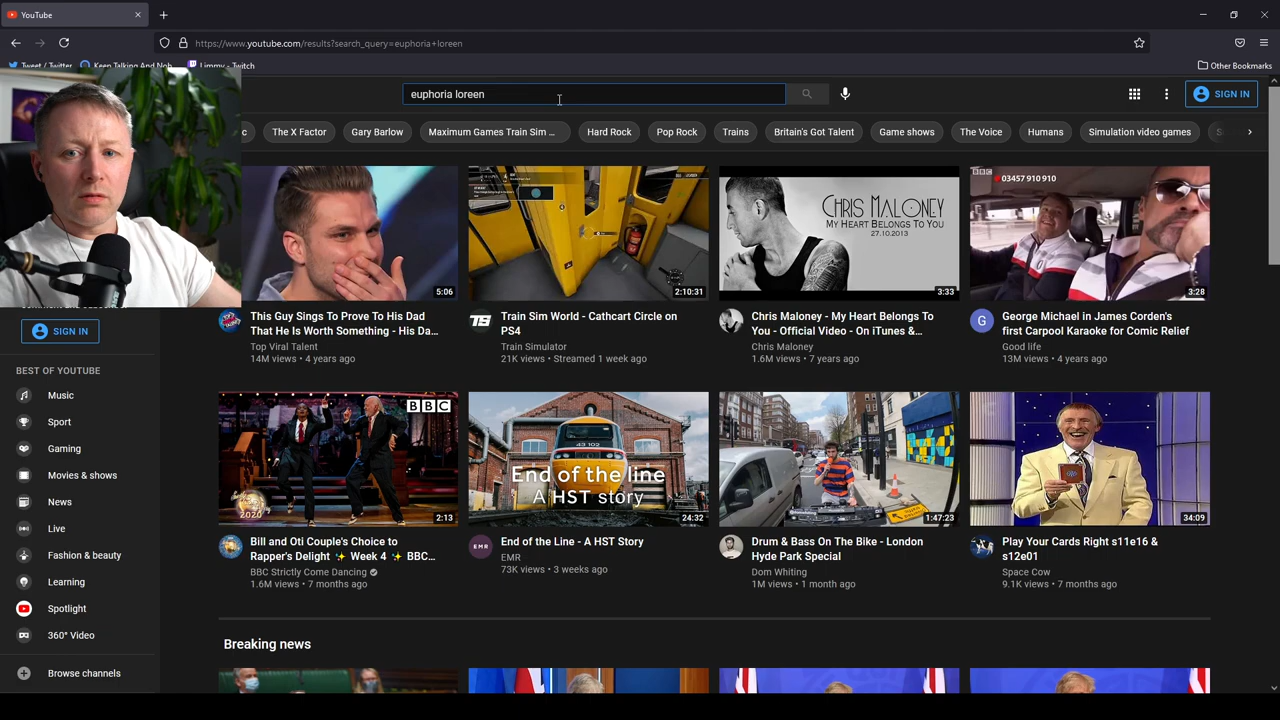 YouTube
https://www.youtube.com/results?search_query=euphoria+loreen
Tweet / Twitter
Keep Talking And Nob
Limmy - Twitch
Other Bookmarks
euphoria loreen
SIGN IN
The X Factor
Gary Barlow
Maximum Games Train Sim ...
Hard Rock
Pop Rock
Trains
Britain's Got Talent
Game shows
The Voice
Humans
Simulation video games
5:06
2:10:31
CHRIS MALONEY
MY HEART BELONGS TO YOU
27.10.2013
3:33
BBC
03457 910 910
3:28
This Guy Sings To Prove To His Dad
That He Is Worth Something - His Da...
Top Viral Talent
14M views • 4 years ago
Train Sim World - Cathcart Circle on
PS4
Train Simulator
21K views • Streamed 1 week ago
Chris Maloney - My Heart Belongs To
You - Official Video - On iTunes &...
Chris Maloney
1.6M views • 7 years ago
G
George Michael in James Corden's
first Carpool Karaoke for Comic Relief
Good life
13M views • 4 years ago
SIGN IN
BEST OF YOUTUBE
Music
Sport
Gaming
Movies & shows
News
Live
Fashion & beauty
Learning
Spotlight
360° Video
Browse channels
BBC
2020
2:13
43 102
End of the line
A HST story
24:32
1:47:23
34:09
Bill and Oti Couple's Choice to
Rapper's Delight ✨ Week 4 ✨ BBC...
BBC Strictly Come Dancing
1.6M views • 7 months ago
EMR
End of the Line - A HST Story
EMR
73K views • 3 weeks ago
Drum & Bass On The Bike - London
Hyde Park Special
Dom Whiting
1M views • 1 month ago
Play Your Cards Right s11e16 &
s12e01
Space Cow
9.1K views • 7 months ago
Breaking news